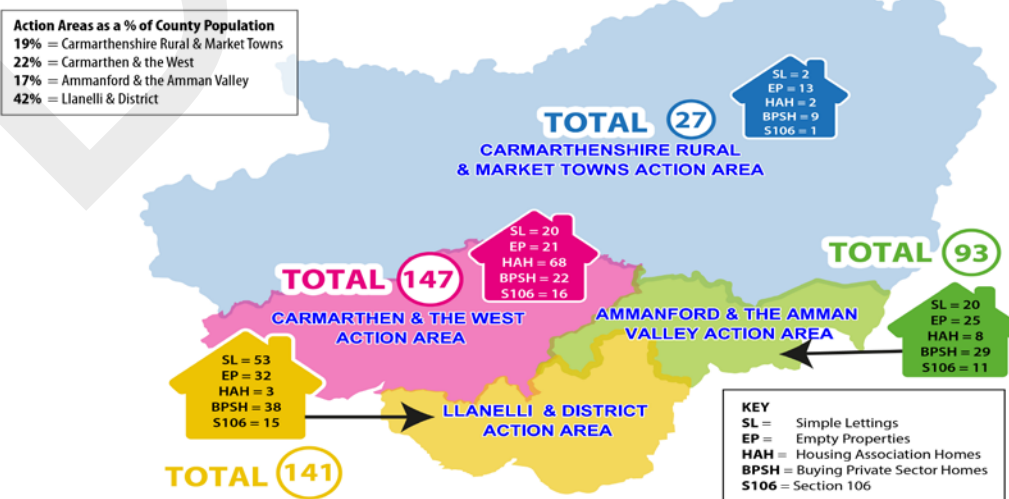 Action Areas as a % of County Population
19% = Carmarthenshire Rural & Market Towns
22% = Carmarthen & the West
17% = Ammanford & the Amman Valley
42% = Llanelli & District
SL = 2
EP = 13
HAH = 2
BPSH = 9
S106 = 1
TOTAL 27
CARMARTHENSHIRE RURAL
& MARKET TOWNS ACTION AREA
SL = 20
EP = 21
HAH = 68
BPSH = 22
S106 = 16
TOTAL 147
CARMARTHEN & THE WEST
ACTION AREA
TOTAL 93
SL = 20
EP = 25
HAH = 8
BPSH = 29
S106 = 11
AMMANFORD & THE AMMAN
VALLEY ACTION AREA
SL = 53
EP = 32
HAH = 3
BPSH = 38
S106 = 15
TOTAL 141
LLANELLI & DISTRICT
ACTION AREA
KEY
SL = Simple Lettings
EP = Empty Properties
HAH = Housing Association Homes
BPSH = Buying Private Sector Homes
S106 = Section 106